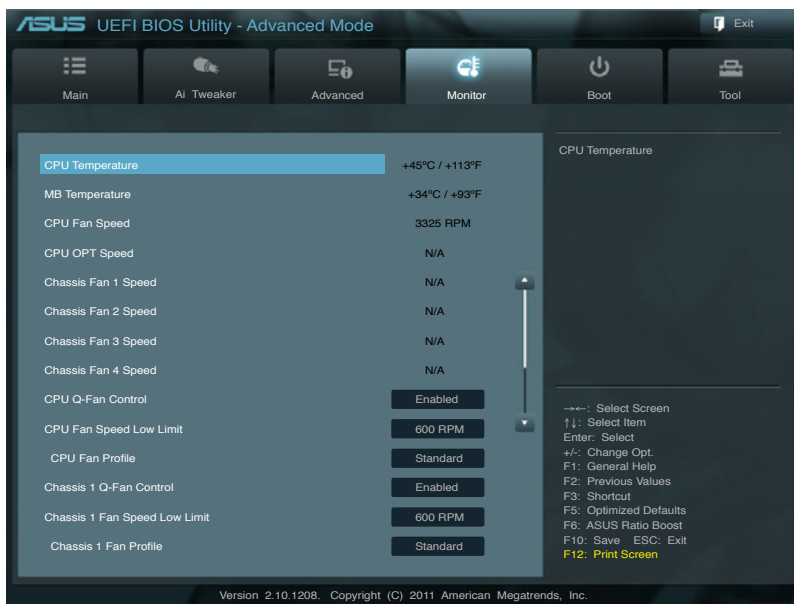 ASUS UEFI BIOS Utility - Advanced Mode
Exit
Main
Ai Tweaker
Advanced
Monitor
Boot
Tool
CPU Temperature +45ºC / +113ºF
MB Temperature +34ºC / +93ºF
CPU Fan Speed 3325 RPM
CPU OPT Speed N/A
Chassis Fan 1 Speed N/A
Chassis Fan 2 Speed N/A
Chassis Fan 3 Speed N/A
Chassis Fan 4 Speed N/A
CPU Q-Fan Control Enabled
CPU Fan Speed Low Limit 600 RPM
CPU Fan Profile Standard
Chassis 1 Q-Fan Control Enabled
Chassis 1 Fan Speed Low Limit 600 RPM
Chassis 1 Fan Profile Standard
CPU Temperature
→←: Select Screen
↑↓: Select Item
Enter: Select
+/-: Change Opt.
F1: General Help
F2: Previous Values
F3: Shortcut
F5: Optimized Defaults
F6: ASUS Ratio Boost
F10: Save ESC: Exit
F12: Print Screen
Version 2.10.1208. Copyright (C) 2011 American Megatrends, Inc.